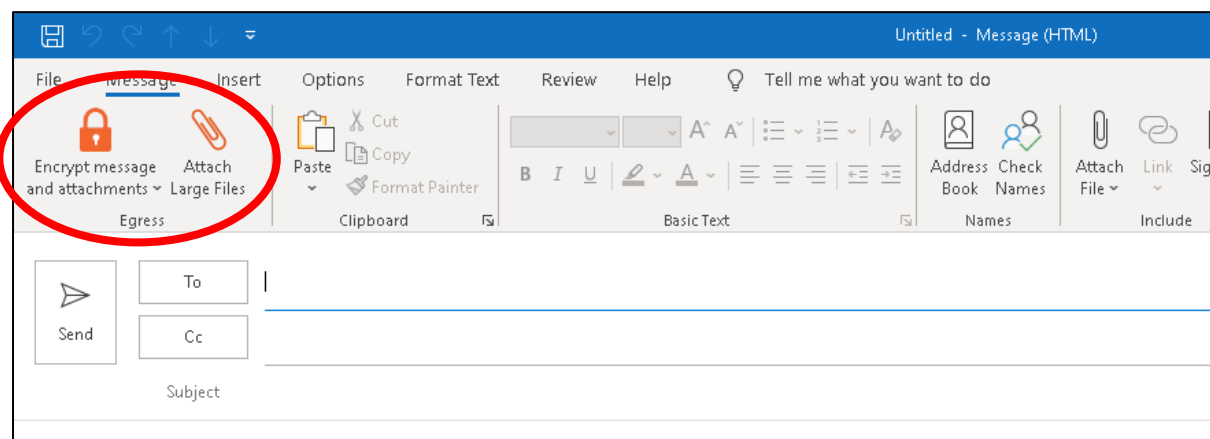 Untitled - Message (HTML)
File Message Insert Options Format Text Review Help Tell me what you want to do
Encrypt message
and attachments
Attach
Large Files
Egress
Paste
Cut
Copy
Format Painter
Clipboard
B I U A
Basic Text
Address
Book
Check
Names
Names
Attach
File
Link
Include
Send
To
Cc
Subject